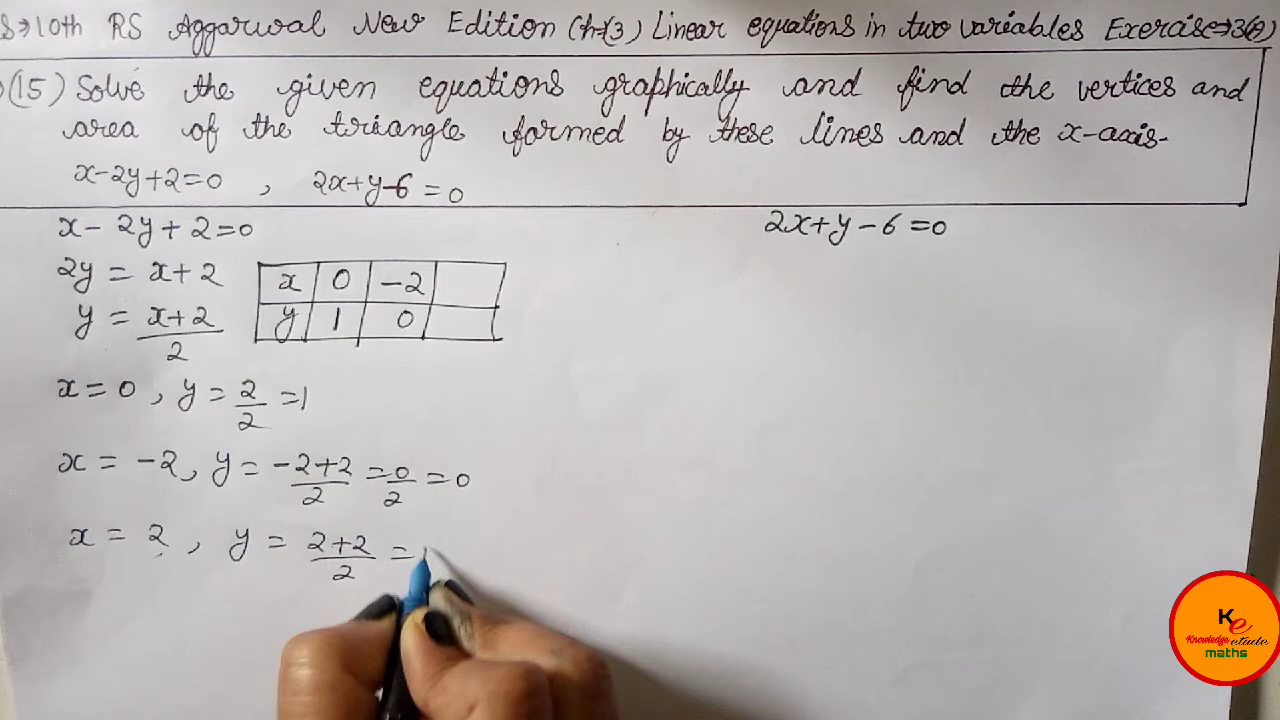 10th RS Aggarwal New Edition Ch-(3) Linear equations in two variables Exercise→3(A)
(15) Solve the given equations graphically and find the vertices and
area of the triangle formed by these lines and the x-axis-
x-2y+2=0 , 2x+y-6=0
x- 2y+2=0
2x+y-6=0
2y = x+2
y = x+2/2
x 0 -2
y 1 0
x=0, y=2/2=1
x=-2, y=-2+2/2=0/2=0
x=2, y=2+2/2=
Ke
Knowledge etude
maths